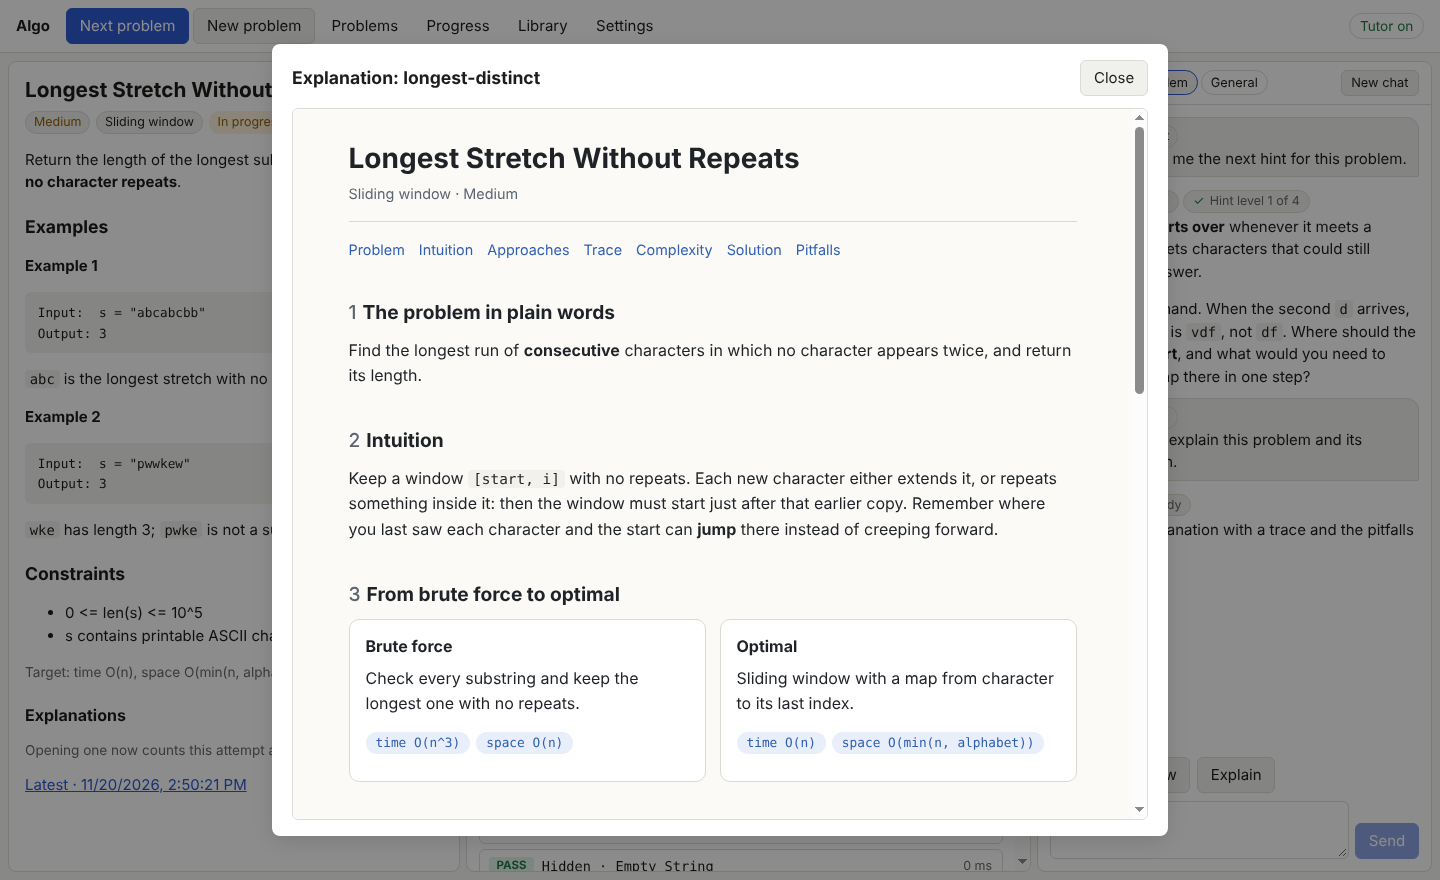 Algo
Next problem
New problem
Problems
Progress
Library
Settings
Tutor on
Longest Stretch Without
Medium
Sliding window
In progre
Return the length of the longest
no character repeats.
Examples
Example 1
Input:  s = "abcabcbb"
Output: 3
abc is the longest stretch with no
Example 2
Input:  s = "pwwkew"
Output: 3
wke has length 3; pwke is not a
Constraints
• 0 <= len(s) <= 10^5
• s contains printable ASCII
Target: time O(n), space O(min(n,
Explanations
Opening one now counts this attempt
Latest · 11/20/2026, 2:50:21 PM
Explanation: longest-distinct
Close
Longest Stretch Without Repeats
Sliding window · Medium
Problem
Intuition
Approaches
Trace
Complexity
Solution
Pitfalls
1 The problem in plain words
Find the longest run of consecutive characters in which no character appears twice, and return
its length.
2 Intuition
Keep a window [start, i] with no repeats. Each new character either extends it, or repeats
something inside it: then the window must start just after that earlier copy. Remember where
you last saw each character and the start can jump there instead of creeping forward.
3 From brute force to optimal
Brute force
Check every substring and keep the
longest one with no repeats.
time O(n^3)
space O(n)
Optimal
Sliding window with a map from character
to its last index.
time O(n)
space O(min(n, alphabet))
PASS
Hidden · Empty String
0 ms
General
New chat
me the next hint for this problem.
✓ Hint level 1 of 4
over whenever it meets a
characters that could still
arrives,
When the second d arrives,
is vdf, not df. Where should the
and what would you need to
there in one step?
explain this problem and its
with a trace and the pitfalls
Explain
Send